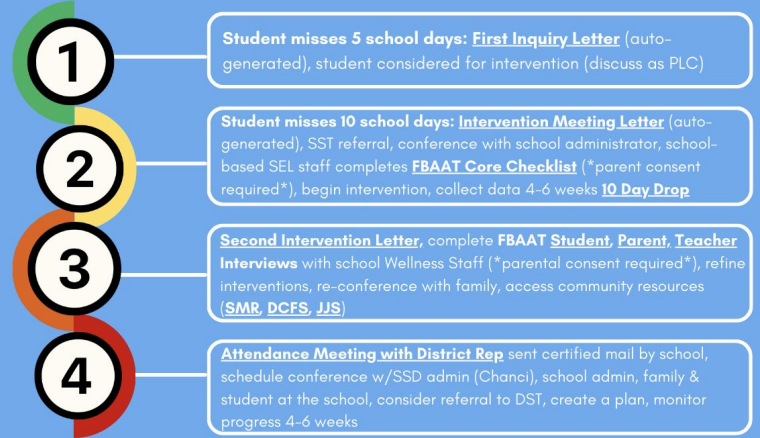 1
Student misses 5 school days: First Inquiry Letter (auto-
generated), student considered for intervention (discuss as PLC)
2
Student misses 10 school days: Intervention Meeting Letter (auto-
generated), SST referral, conference with school administrator, school-
based SEL staff completes FBAAT Core Checklist (*parent consent
required*), begin intervention, collect data 4-6 weeks 10 Day Drop
3
Second Intervention Letter, complete FBAAT Student, Parent, Teacher
Interviews with school Wellness Staff (*parental consent required*), refine
interventions, re-conference with family, access community resources
(SMR, DCFS, JJS)
4
Attendance Meeting with District Rep sent certified mail by school,
schedule conference w/SSD admin (Chanci), school admin, family &
student at the school, consider referral to DST, create a plan, monitor
progress 4-6 weeks